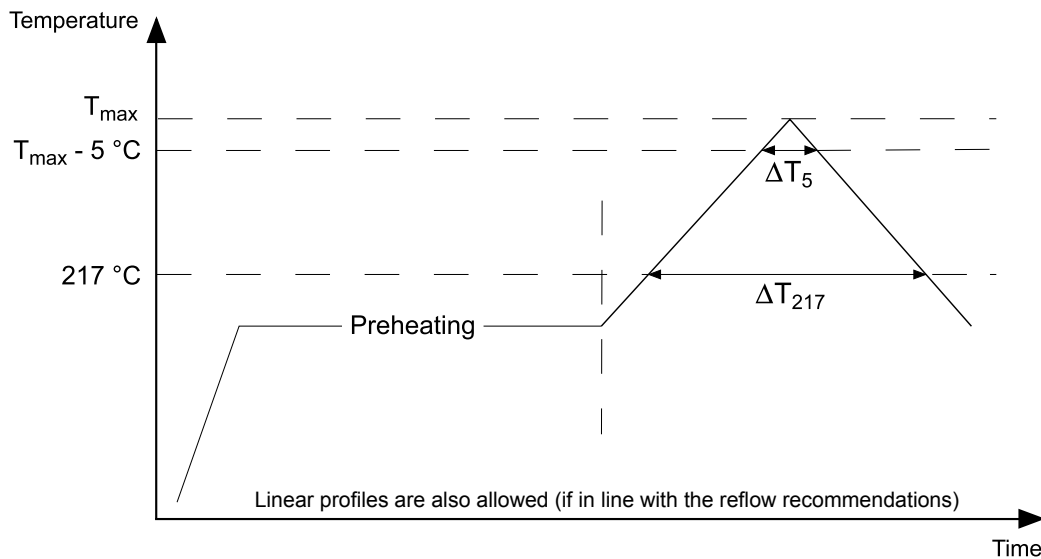 Temperature
Tmax
Tmax - 5 °C
ΔT5
217 °C
ΔT217
Preheating
Linear profiles are also allowed (if in line with the reflow recommendations)
Time